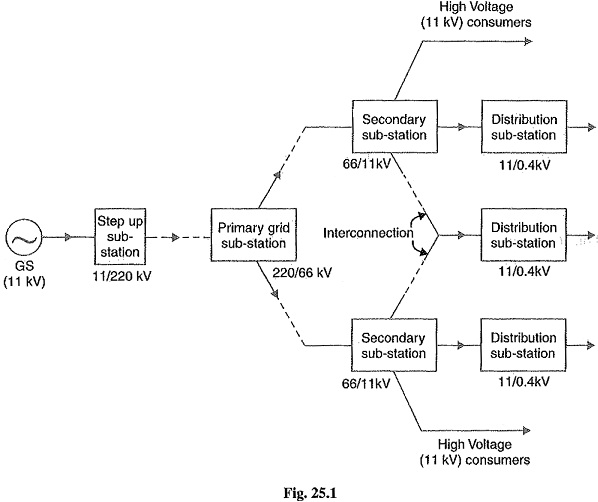 High Voltage
(11 kV) consumers
Secondary
sub-station
66/11kV
Distribution
sub-station
11/0.4kV
GS
(11 kV)
Step up
sub-
station
11/220 kV
Primary grid
sub-station
220/66 kV
Interconnection
Distribution
sub-station
11/0.4kV
Secondary
sub-station
66/11kV
Distribution
sub-station
11/0.4kV
High Voltage
(11 kV) consumers
Fig. 25.1